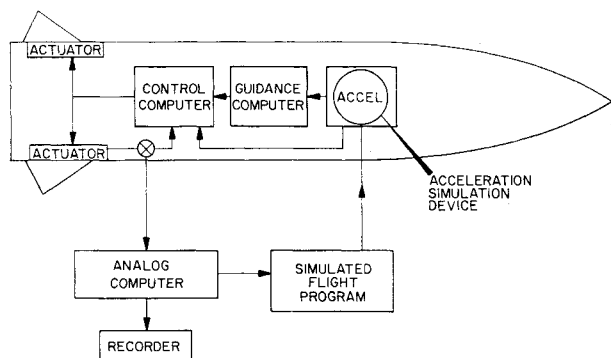 ACTUATOR
CONTROL
COMPUTER
GUIDANCE
COMPUTER
ACCEL
ACTUATOR
ACCELERATION
SIMULATION
DEVICE
ANALOG
COMPUTER
SIMULATED
FLIGHT
PROGRAM
RECORDER